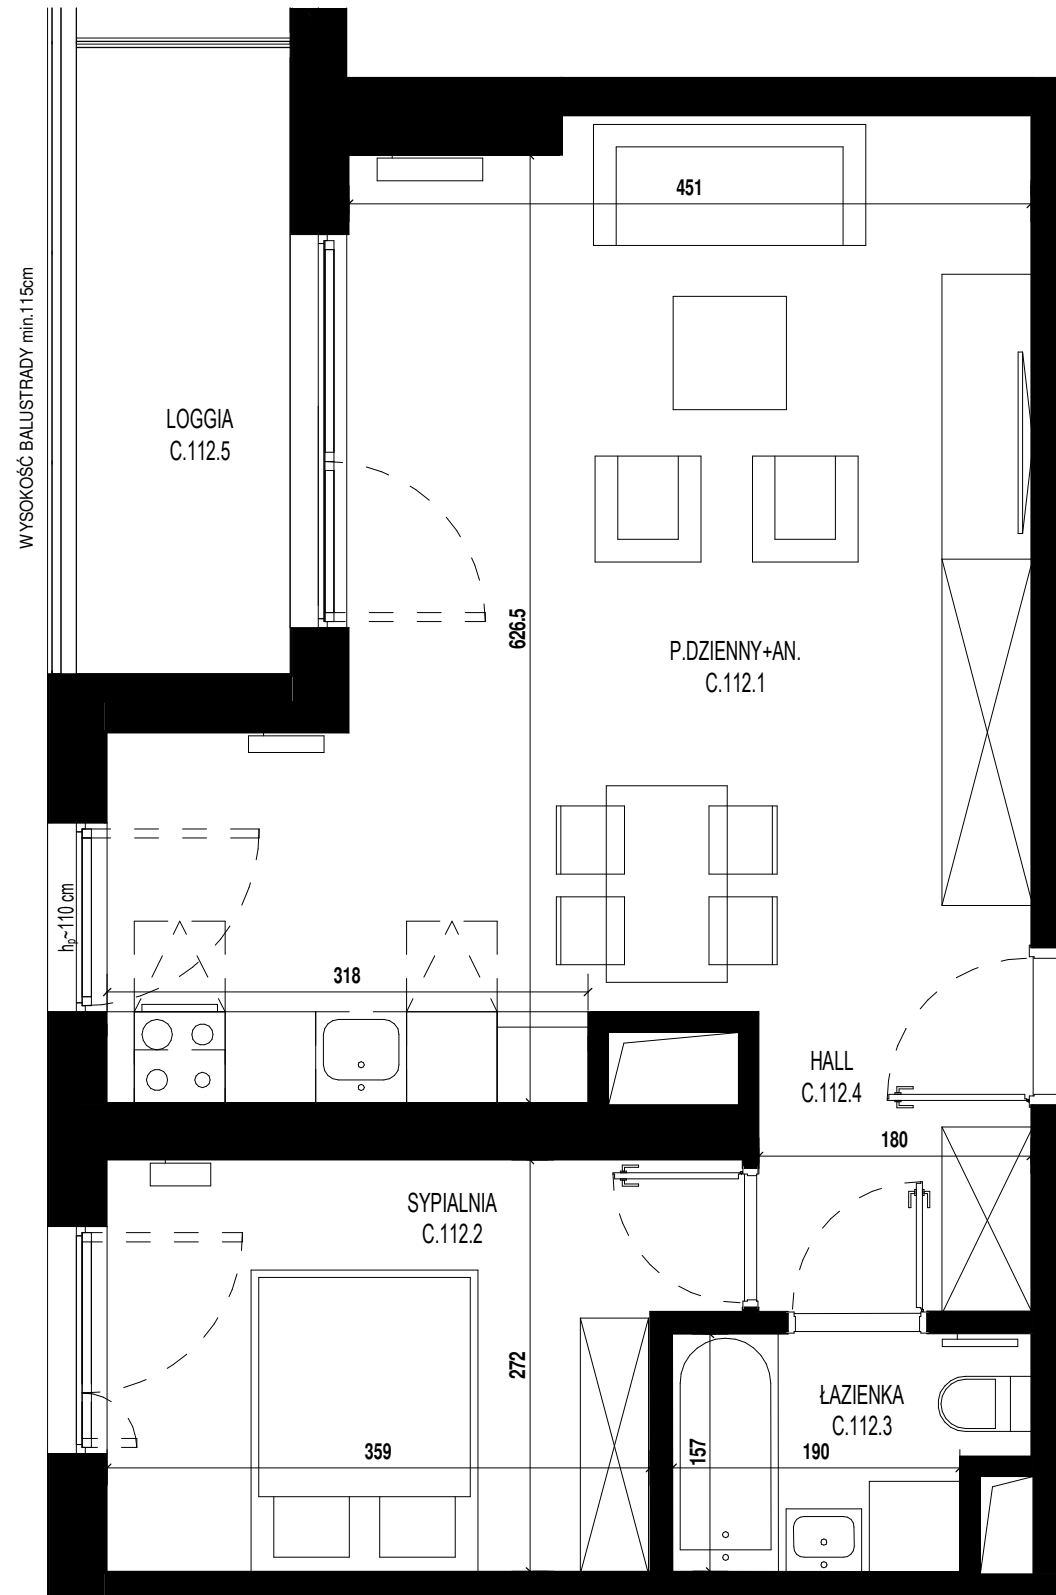 451
WYSOKOŚĆ BALUSTRADY min.115cm
LOGGIA
C.112.5
626.5
P.DZIENNY+AN.
C.112.1
hp~110 cm
318
HALL
C.112.4
180
SYPIALNIA
C.112.2
272
359
ŁAZIENKA
C.112.3
157
190